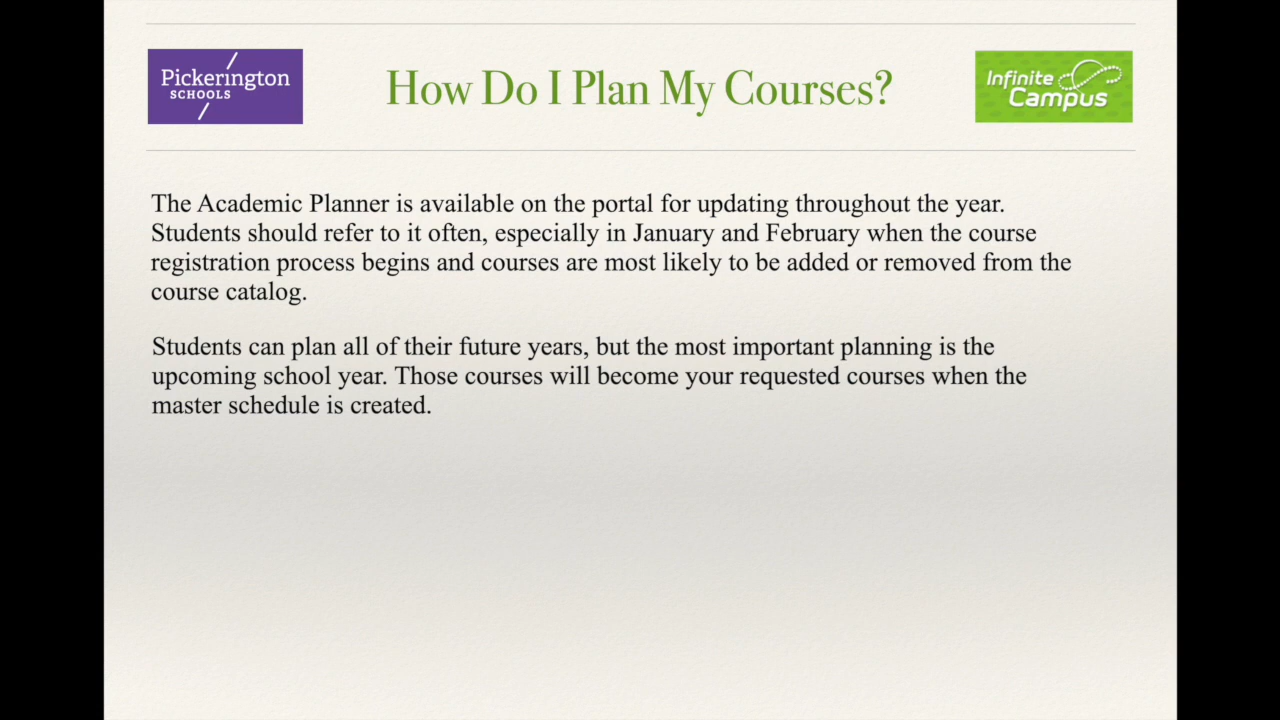 Pickerington
SCHOOLS
How Do I Plan My Courses?
Infinite
Campus
The Academic Planner is available on the portal for updating throughout the year.
Students should refer to it often, especially in January and February when the course
registration process begins and courses are most likely to be added or removed from the
course catalog.
Students can plan all of their future years, but the most important planning is the
upcoming school year. Those courses will become your requested courses when the
master schedule is created.